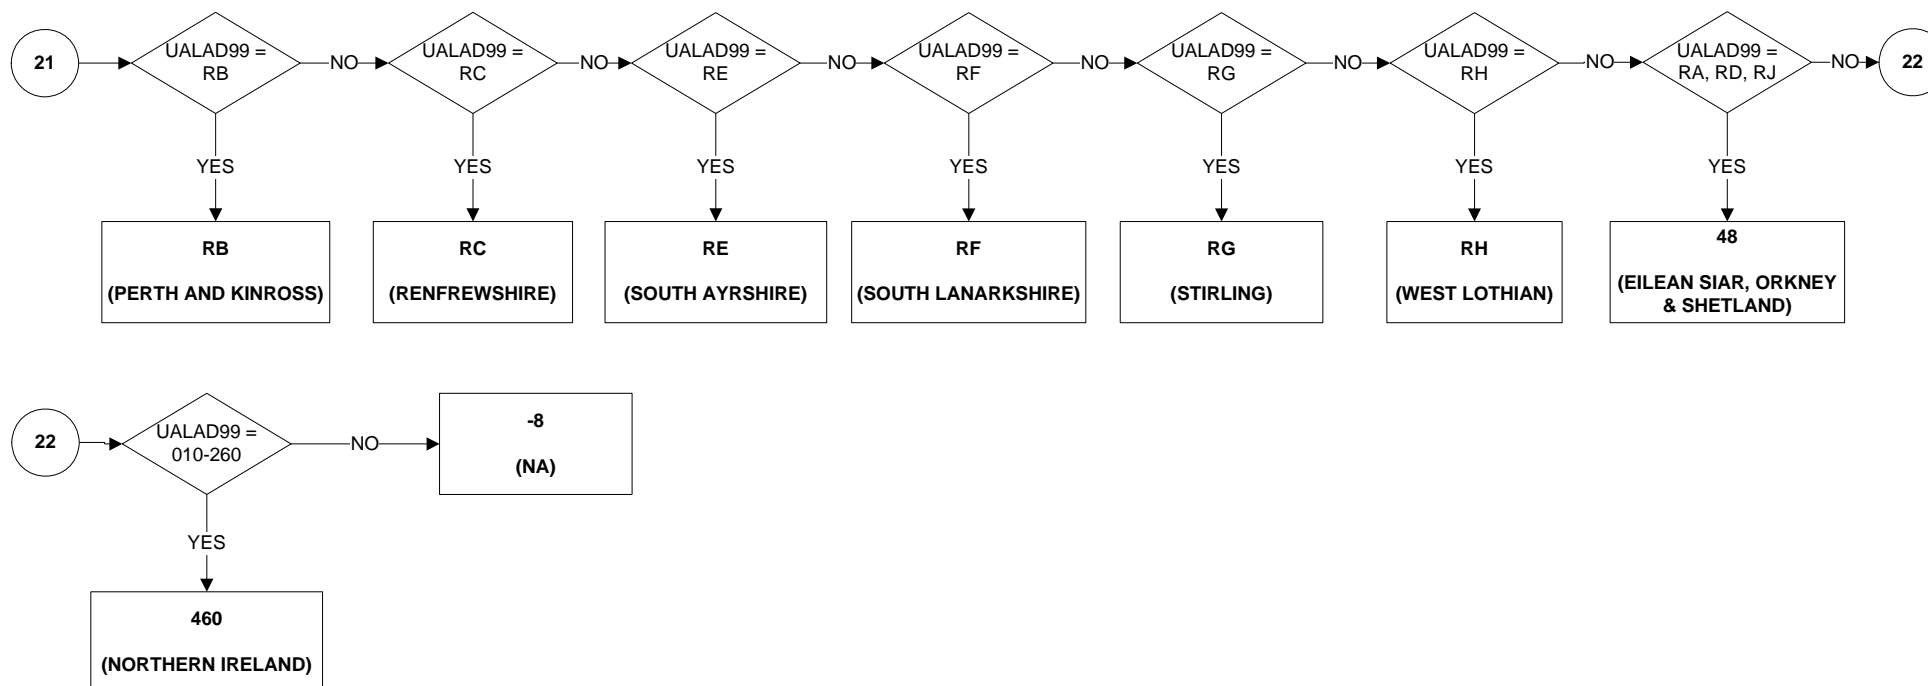 21
UALAD99 =
RB
NO
UALAD99 =
RC
NO
UALAD99 =
RE
NO
UALAD99 =
RF
NO
UALAD99 =
RG
NO
UALAD99 =
RH
NO
UALAD99 =
RA, RD, RJ
NO
22
YES
YES
YES
YES
YES
YES
YES
RB
(PERTH AND KINROSS)
RC
(RENFREWSHIRE)
RE
(SOUTH AYRSHIRE)
RF
(SOUTH LANARKSHIRE)
RG
(STIRLING)
RH
(WEST LOTHIAN)
48
(EILEAN SIAR, ORKNEY
& SHETLAND)
22
UALAD99 =
010-260
NO
-8
(NA)
YES
460
(NORTHERN IRELAND)